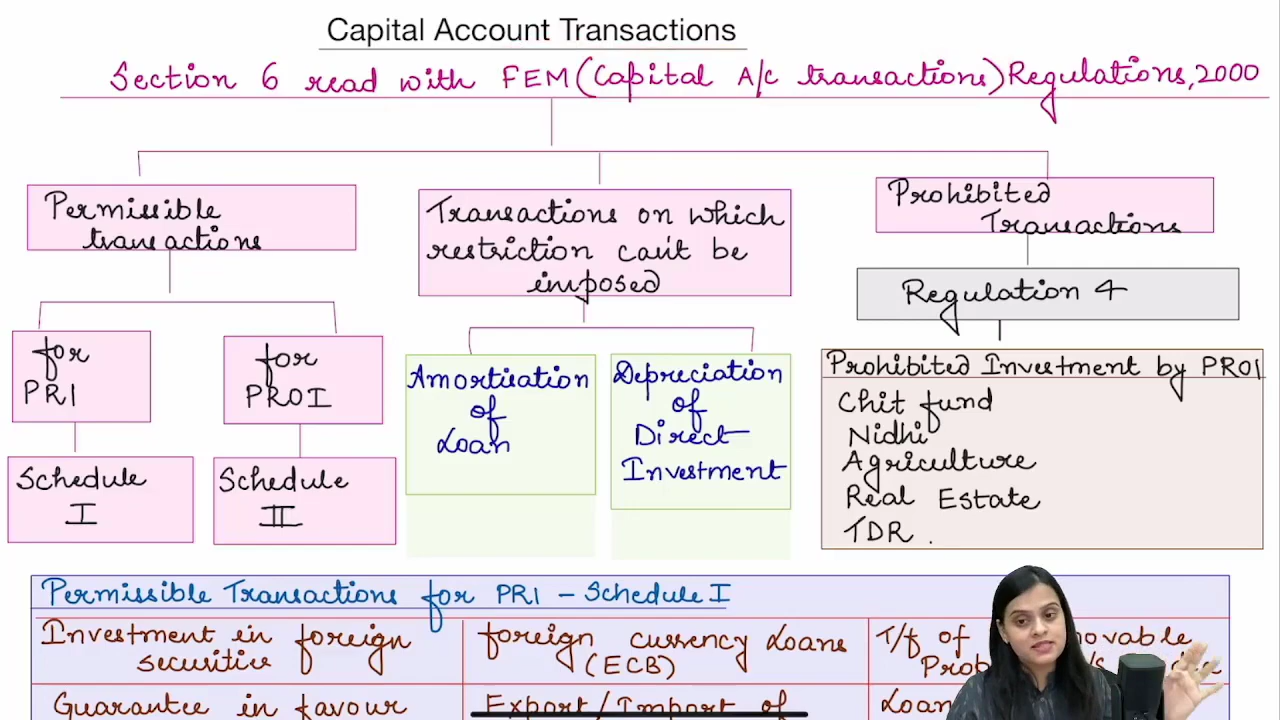 Capital Account Transactions
Section 6 read with FEM (Capital A/c transactions) Regulations, 2000
Permissible
transactions
Transactions on which
restriction can't be
imposed
Prohibited
Transactions
Regulation 4
for
PRI
for
PROI
Schedule
I
Schedule
II
Amortisation
of
Loan
Depreciation
of
Direct
Investment
Prohibited Investment by PROI
Chit fund
Nidhi
Agriculture
Real Estate
TDR .
Permissible Transactions for PRI - Schedule I
Investment in foreign
securities
foreign currency Loans
(ECB)
T/f of
Guarantee in favour
Export/Import of
Loan